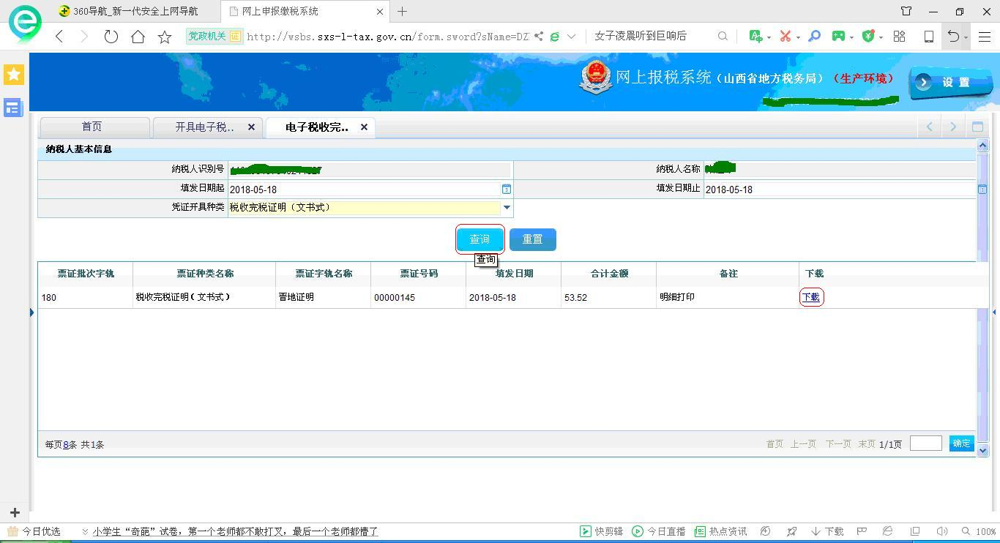 360导航_新一代安全上网导航
网上申报缴税系统
党政机关 证 http://wsbs.sxs-l-tax.gov.cn/form.sword?sName=DZ
女子凌晨听到巨响后
网上报税系统（山西省地方税务局）（生产环境）
设置
首页 开具电子税.. 电子税收完..
纳税人基本信息
纳税人识别号 纳税人名称
填发日期起 2018-05-18 填发日期止 2018-05-18
凭证开具种类 税收完税证明（文书式）
查询 重置
查询
票证批次字轨 票证种类名称 票证字轨名称 票证号码 填发日期 合计金额 备注 下载
180 税收完税证明（文书式） 晋地证明 00000145 2018-05-18 53.52 明细打印 下载
每页8条 共1条 首页 上一页 下一页 末页 1/1页 确定
今日优选 小学生“奇葩”试卷，第一个老师都不敢打叉，最后一个老师都懵了 快剪辑 今日直播 热点资讯 下载 100%